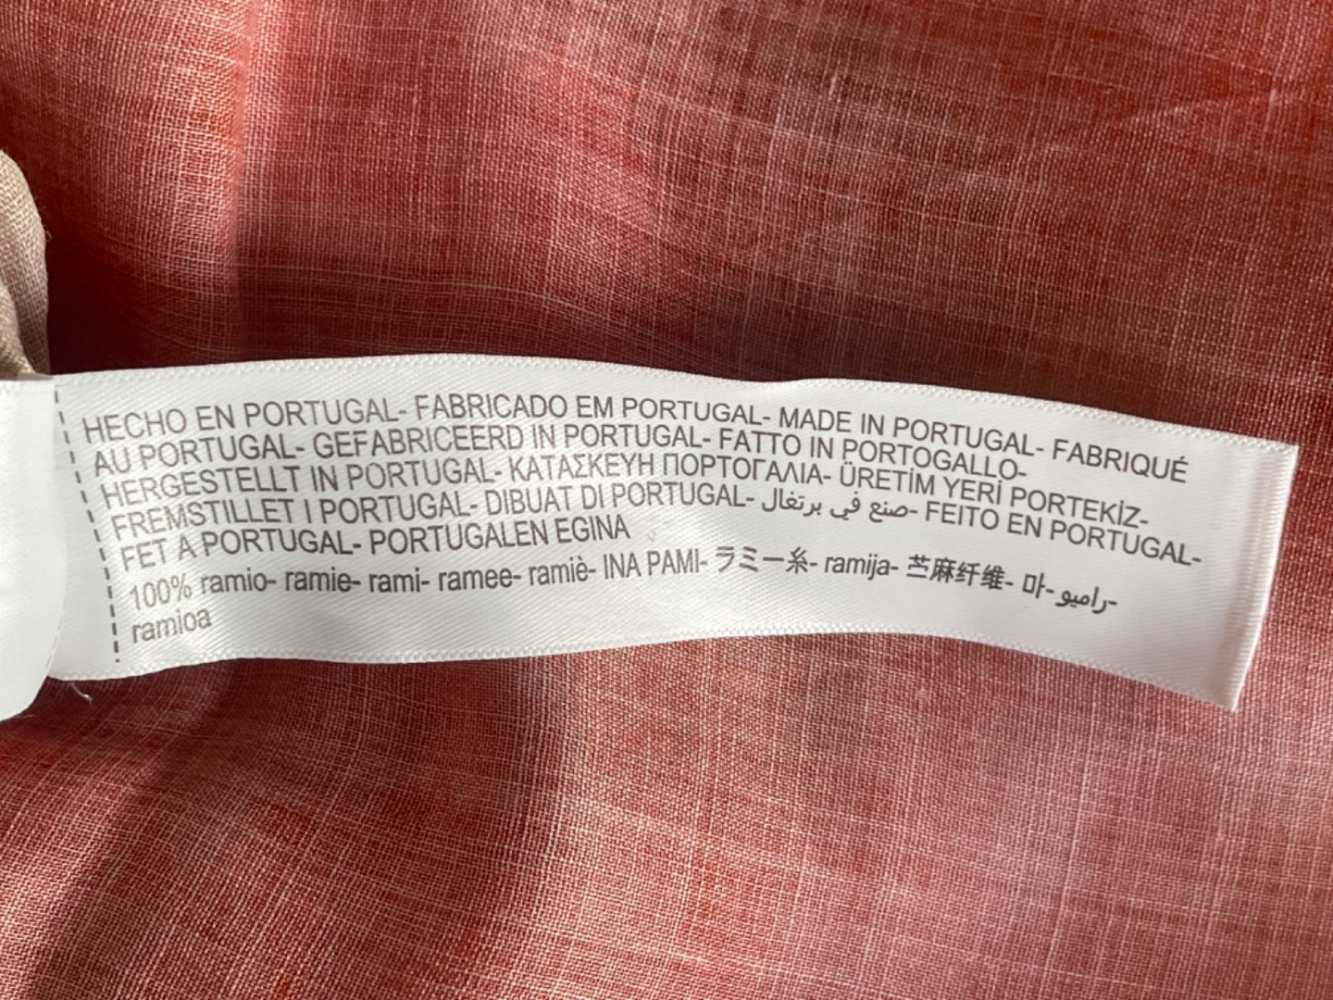 HECHO EN PORTUGAL- FABRICADO EM PORTUGAL- MADE IN PORTUGAL- FABRIQUÉ
AU PORTUGAL- GEFABRICEERD IN PORTUGAL- FATTO IN PORTOGALLO-
HERGESTELLT IN PORTUGAL- ΚΑΤΑΣΚΕΥΗ ΠΟΡΤΟΓΑΛΙΑ- ÜRETİM YERİ PORTEKİZ-
FREMSTILLET I PORTUGAL- DIBUAT DI PORTUGAL- صنع في برتغال- FEITO EN PORTUGAL-
FET A PORTUGAL- PORTUGALEN EGINA
100% ramio- ramie- rami- ramee- ramiè- ΙΝΑ ΡΑΜΙ- ラミー糸- ramija- 苎麻纤维- 마- راميو-
ramioa